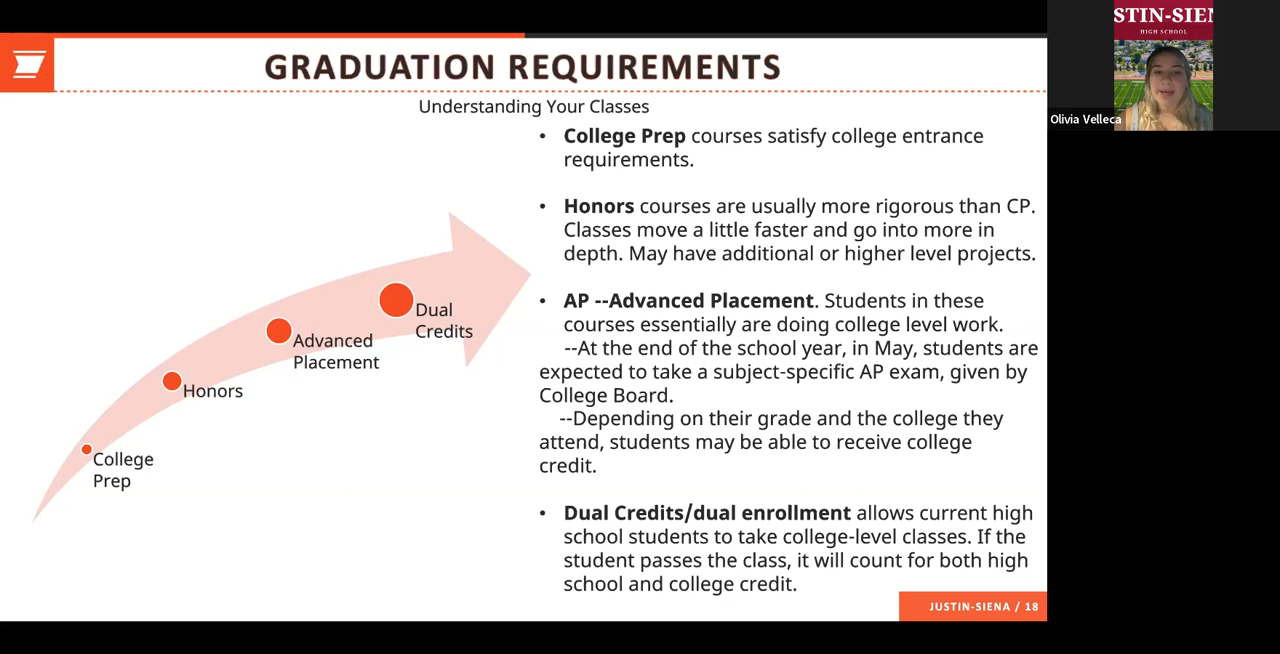 GRADUATION REQUIREMENTS
Understanding Your Classes
• College Prep courses satisfy college entrance
requirements.
• Honors courses are usually more rigorous than CP.
Classes move a little faster and go into more in
depth. May have additional or higher level projects.
• AP --Advanced Placement. Students in these
courses essentially are doing college level work.
--At the end of the school year, in May, students are
expected to take a subject-specific AP exam, given by
College Board.
--Depending on their grade and the college they
attend, students may be able to receive college
credit.
• Dual Credits/dual enrollment allows current high
school students to take college-level classes. If the
student passes the class, it will count for both high
school and college credit.
Dual
Credits
Advanced
Placement
Honors
College
Prep
JUSTIN-SIENA / 18
STIN-SIEN
HIGH SCHOOL
Olivia Velleca